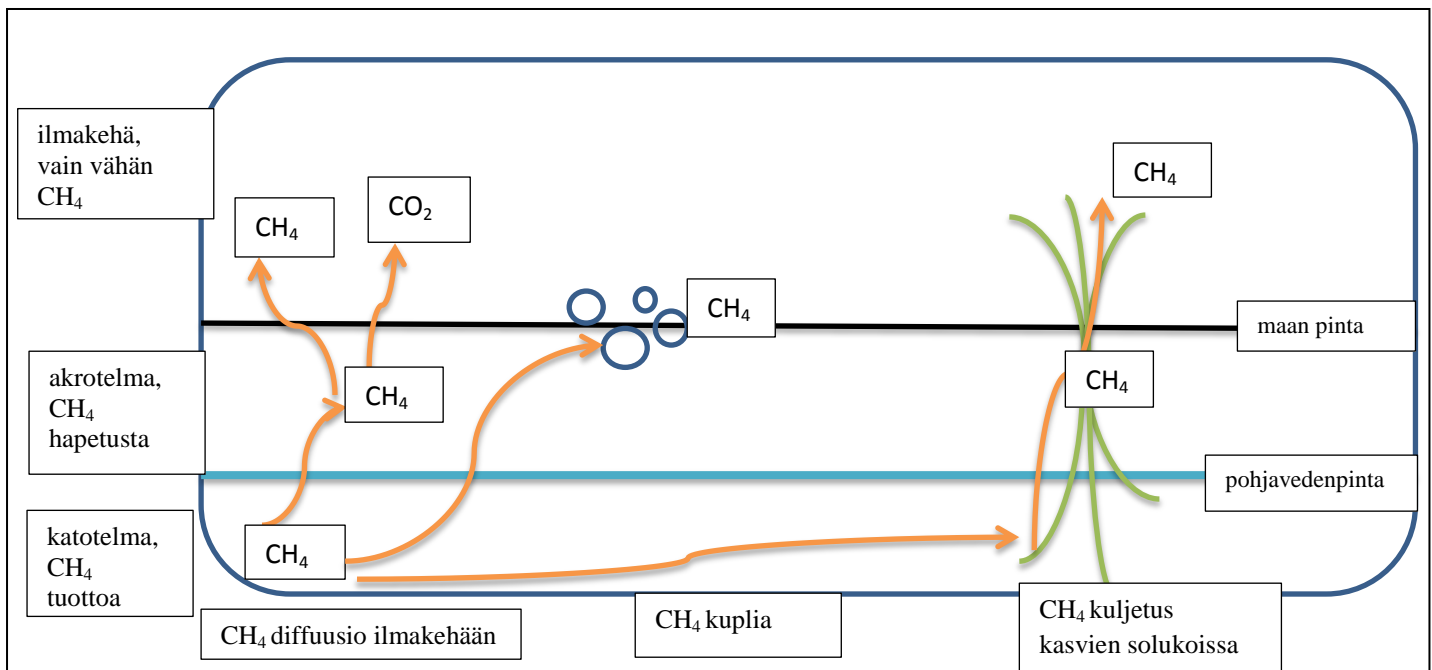 ilmakehä,
vain vähän
CH₄
CH₄
CO₂
CH₄
CH₄
maan pinta
akrotelma,
CH₄
hapetusta
CH₄
CH₄
pohjavedenpinta
katotelma,
CH₄
tuottoa
CH₄
CH₄ diffuusio ilmakehään
CH₄ kuplia
CH₄ kuljetus
kasvien solukoissa